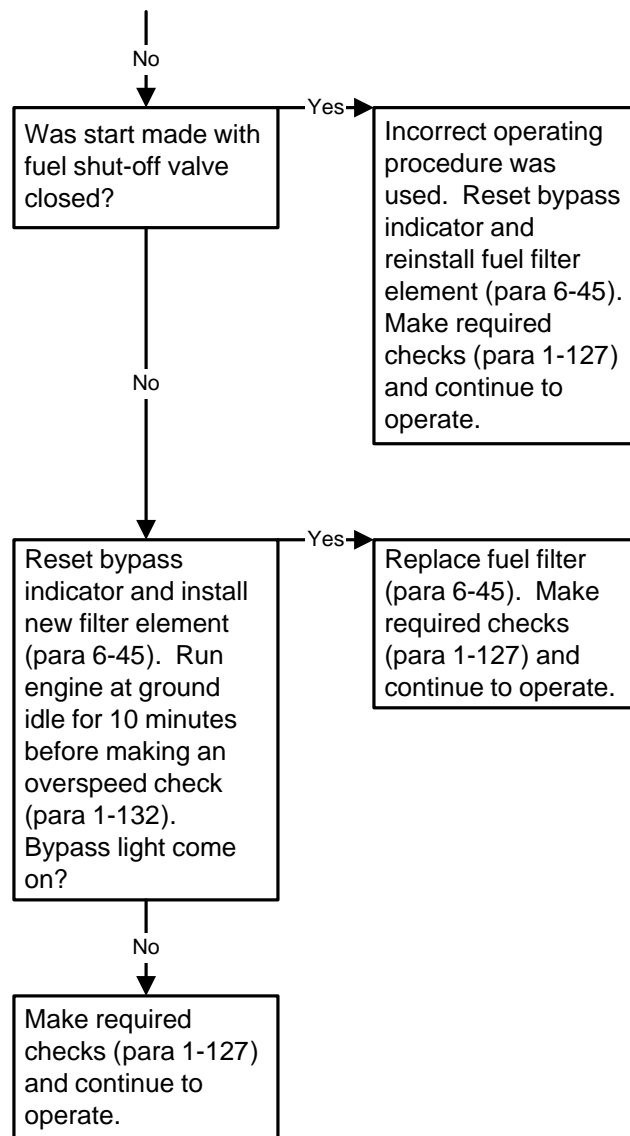 No
Was start made with
fuel shut-off valve
closed?
Yes
Incorrect operating
procedure was
used.  Reset bypass
indicator and
reinstall fuel filter
element (para 6-45).
Make required
checks (para 1-127)
and continue to
operate.
No
Reset bypass
indicator and install
new filter element
(para 6-45).  Run
engine at ground
idle for 10 minutes
before making an
overspeed check
(para 1-132).
Bypass light come
on?
Yes
Replace fuel filter
(para 6-45).  Make
required checks
(para 1-127) and
continue to operate.
No
Make required
checks (para 1-127)
and continue to
operate.